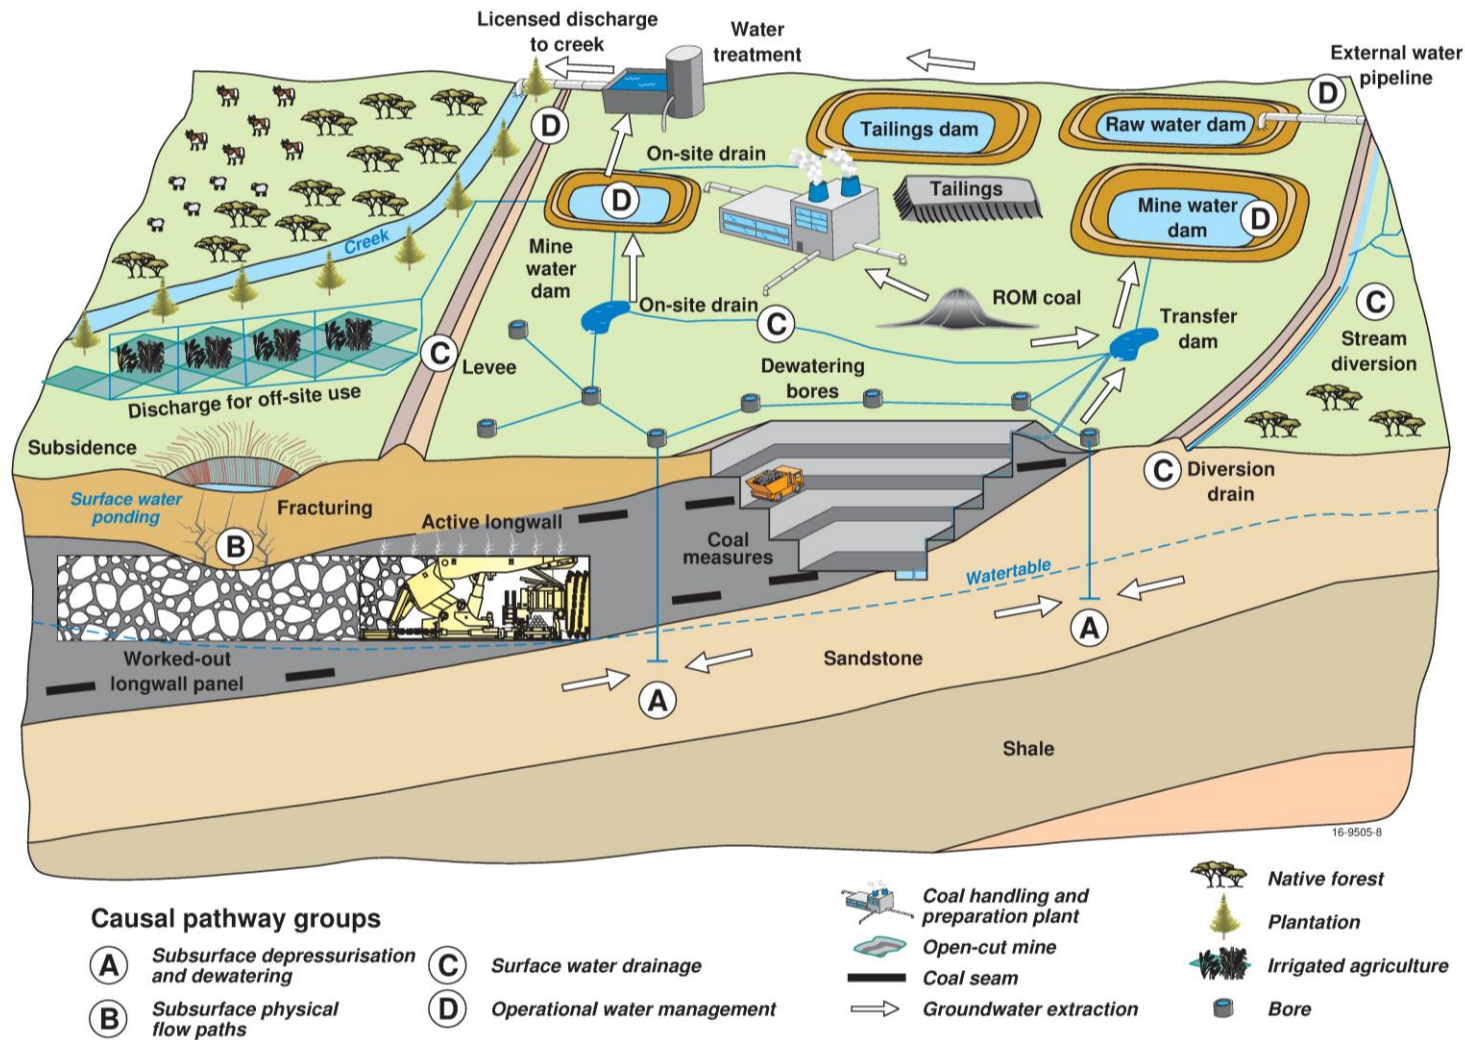 Licensed discharge
to creek
Water
treatment
External water
pipeline
D
D
Tailings dam
Raw water dam
On-site drain
Tailings
D
Mine water
dam
D
Creek
Mine
water
dam
ROM coal
On-site drain
C
C
Transfer
dam
Stream
diversion
C
Levee
Dewatering
bores
Discharge for off-site use
Subsidence
Surface water
ponding
Fracturing
Active longwall
B
Coal
measures
C
Diversion
drain
Watertable
A
Worked-out
longwall panel
Sandstone
A
Shale
16-9505-8
Causal pathway groups
A
Subsurface depressurisation
and dewatering
B
Subsurface physical
flow paths
C
Surface water drainage
D
Operational water management
Coal handling and
preparation plant
Open-cut mine
Coal seam
Groundwater extraction
Native forest
Plantation
Irrigated agriculture
Bore